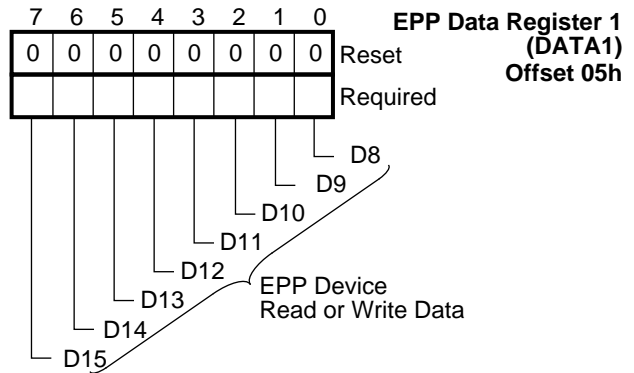 7 6 5 4 3 2 1 0
EPP Data Register 1
(DATA1)
Offset 05h
0 0 0 0 0 0 0 0 Reset
Required
D8
D9
D10
D11
D12
D13
D14
D15
EPP Device
Read or Write Data